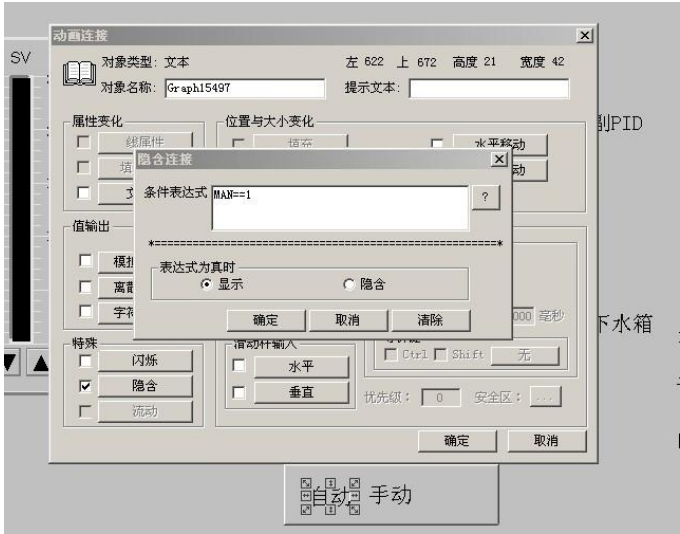 SV
动画连接
对象类型: 文本
左 622 上 672 高度 21 宽度 42
对象名称: Graph15497
提示文本:
属性变化
位置与大小变化
线属性
填充
水平移动
隐含连接
条件表达式 MAN==1
?
*==================================================*
表达式为真时
显示
隐含
确定
取消
清除
值输出
毫秒
特殊
滑动杆输入
闪烁
水平
Ctrl
Shift
无
隐含
垂直
优先级: 0
安全区: ...
流动
确定
取消
副PID
下水箱
自动
手动